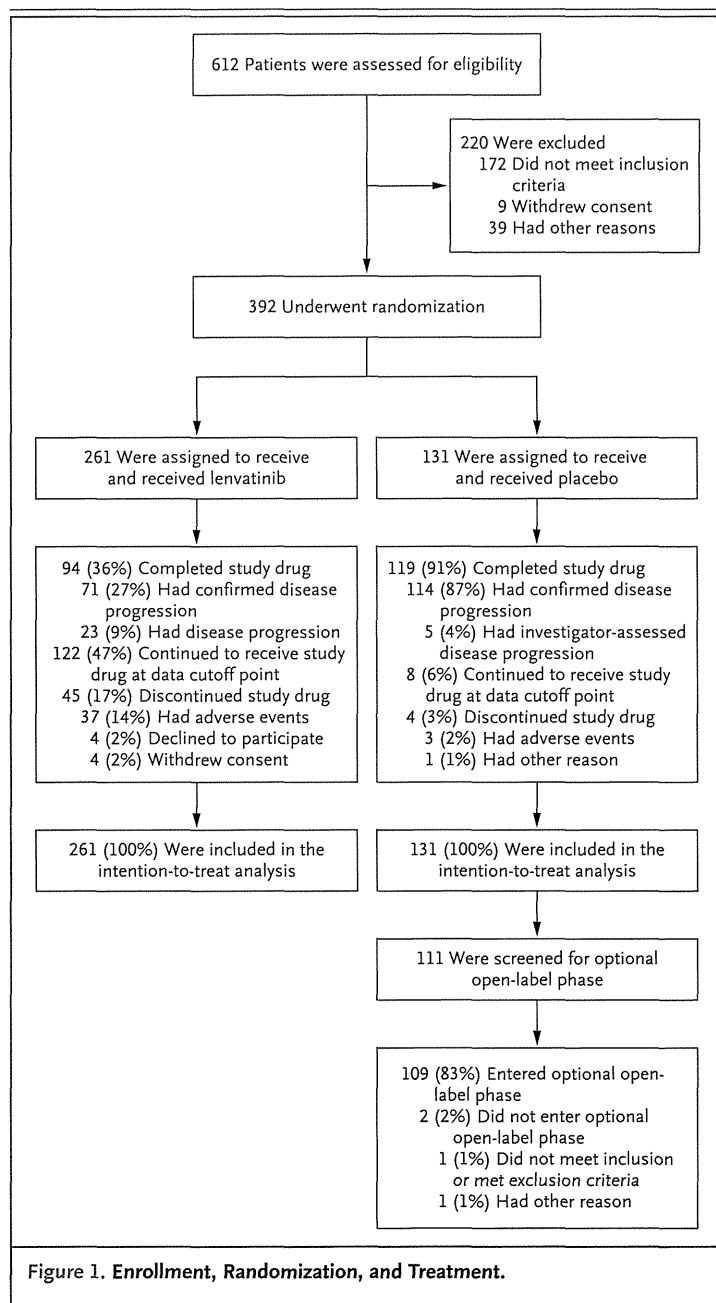 612 Patients were assessed for eligibility
220 Were excluded
172 Did not meet inclusion
criteria
9 Withdrew consent
39 Had other reasons
392 Underwent randomization
261 Were assigned to receive
and received lenvatinib
131 Were assigned to receive
and received placebo
94 (36%) Completed study drug
71 (27%) Had confirmed disease
progression
23 (9%) Had disease progression
122 (47%) Continued to receive study
drug at data cutoff point
45 (17%) Discontinued study drug
37 (14%) Had adverse events
4 (2%) Declined to participate
4 (2%) Withdrew consent
119 (91%) Completed study drug
114 (87%) Had confirmed disease
progression
5 (4%) Had investigator-assessed
disease progression
8 (6%) Continued to receive study
drug at data cutoff point
4 (3%) Discontinued study drug
3 (2%) Had adverse events
1 (1%) Had other reason
261 (100%) Were included in the
intention-to-treat analysis
131 (100%) Were included in the
intention-to-treat analysis
111 Were screened for optional
open-label phase
109 (83%) Entered optional open-
label phase
2 (2%) Did not enter optional
open-label phase
1 (1%) Did not meet inclusion
or met exclusion criteria
1 (1%) Had other reason
Figure 1. Enrollment, Randomization, and Treatment.